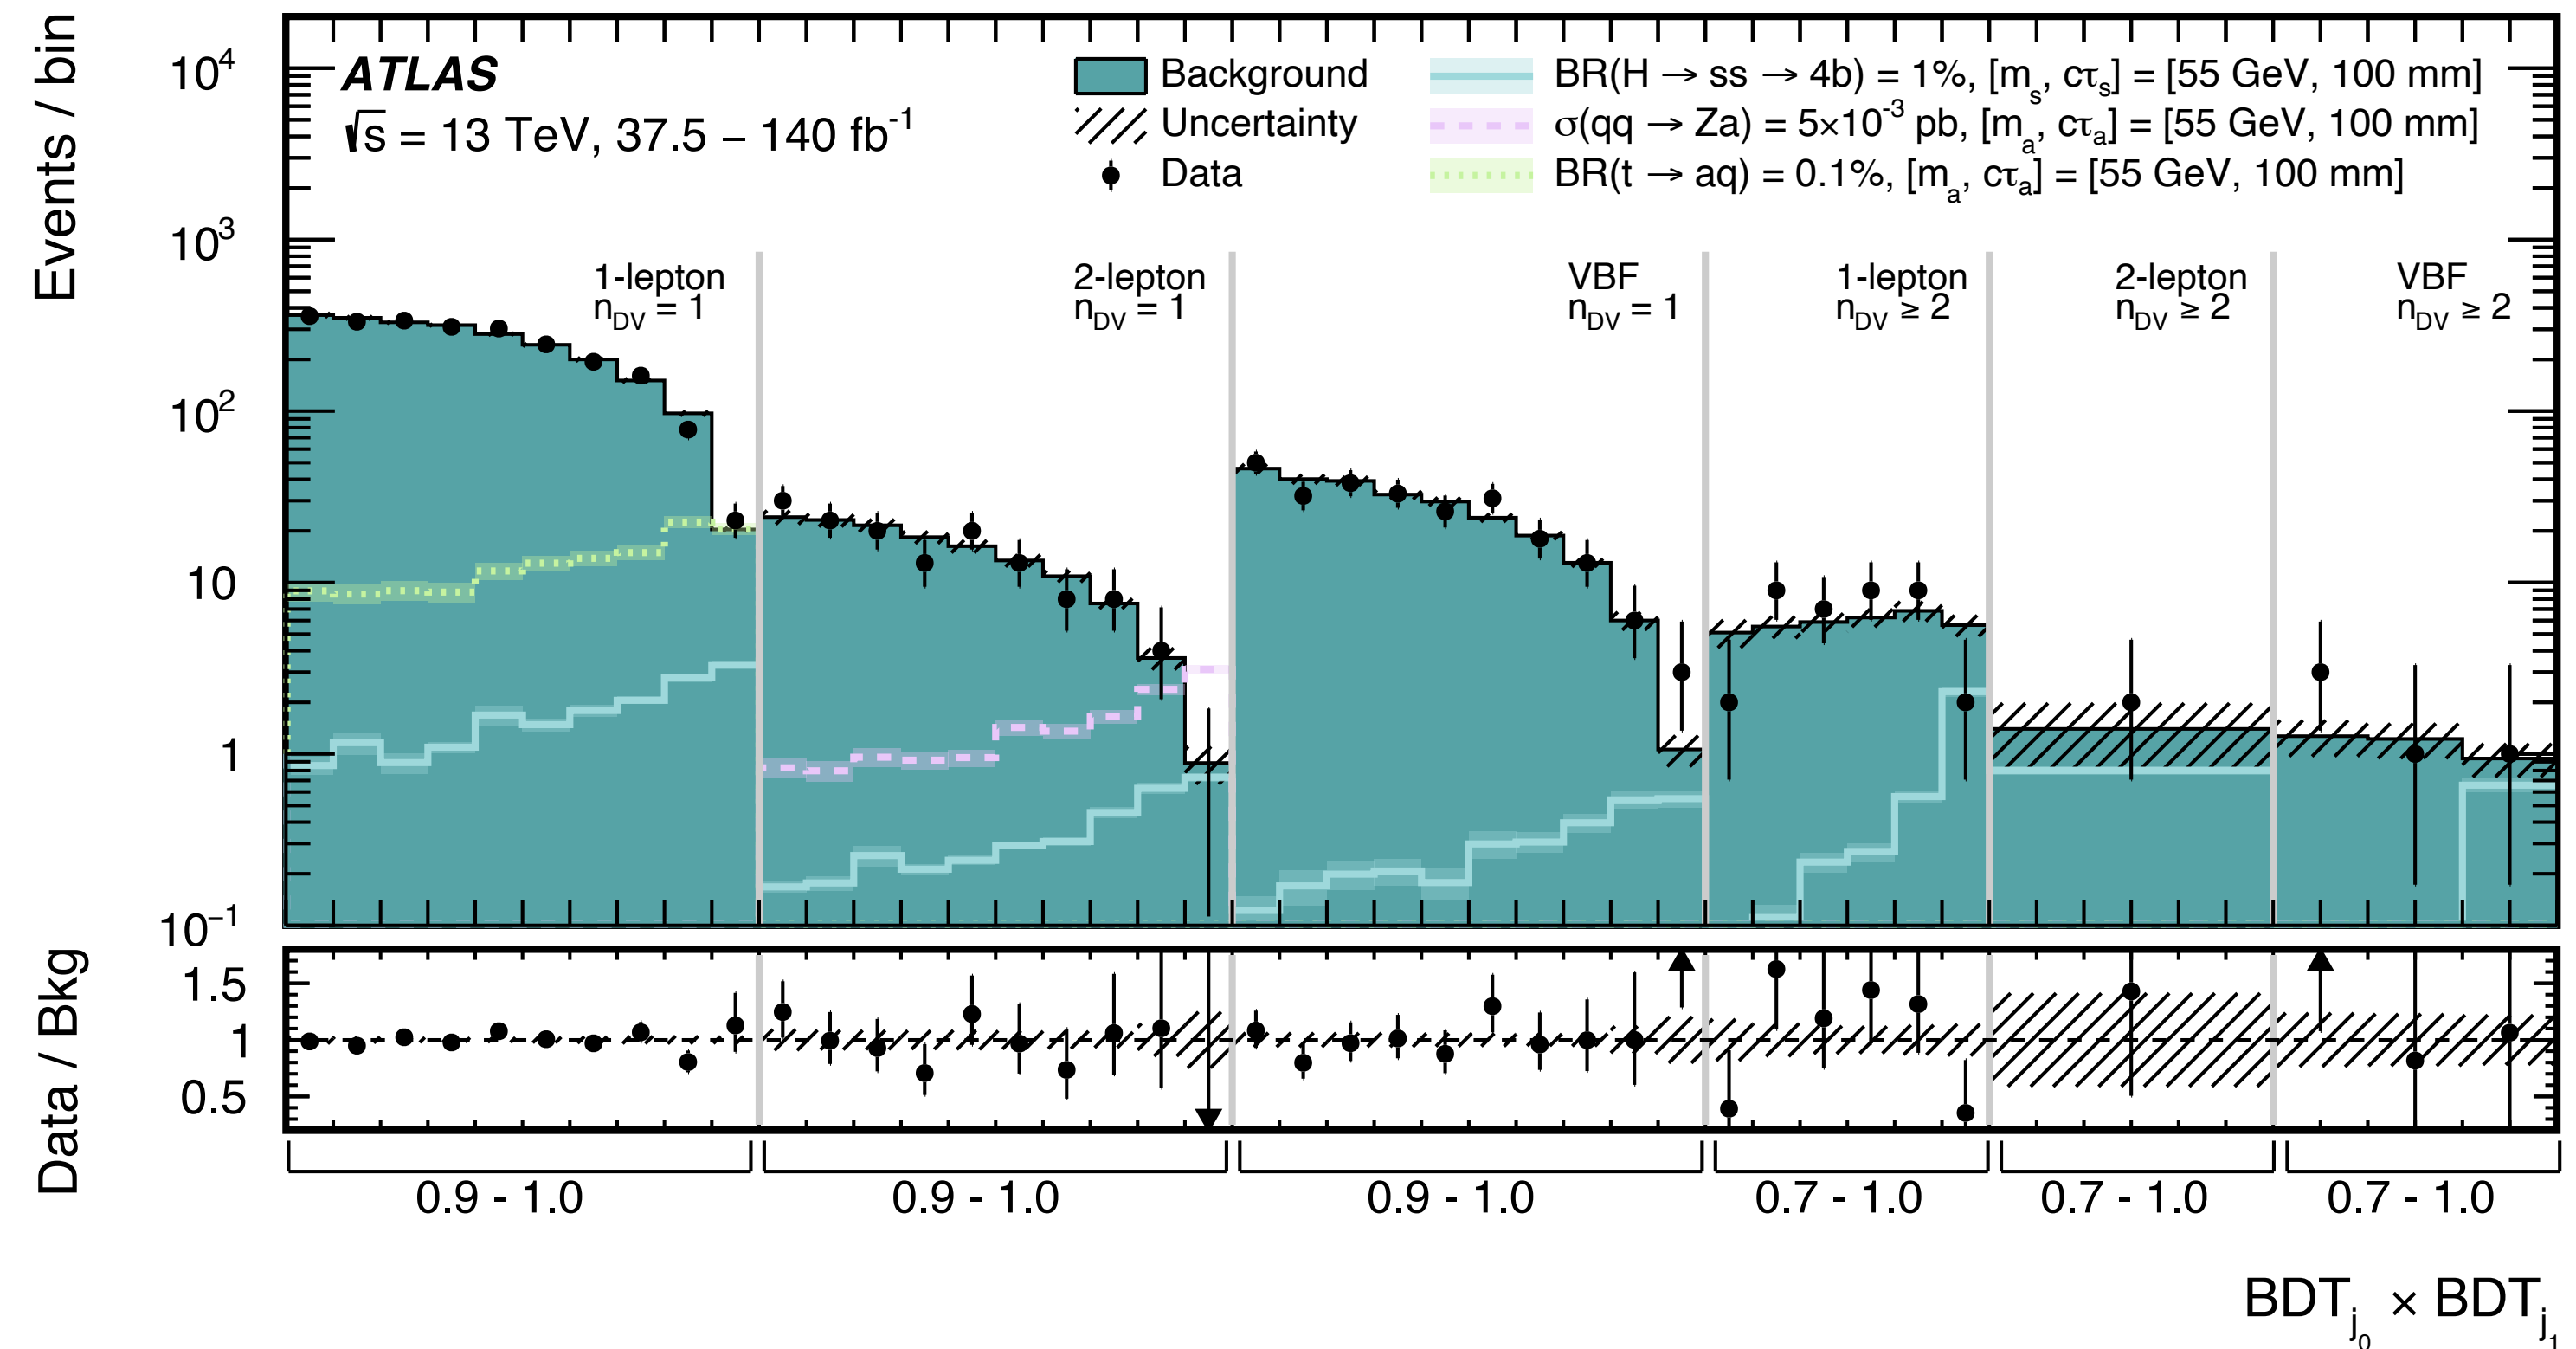 ATLAS
√s = 13 TeV, 37.5 – 140 fb⁻¹
Background
Uncertainty
Data
BR(H → ss → 4b) = 1%, [mₛ, cτₛ] = [55 GeV, 100 mm]
σ(qq → Za) = 5×10⁻³ pb, [mₐ, cτₐ] = [55 GeV, 100 mm]
BR(t → aq) = 0.1%, [mₐ, cτₐ] = [55 GeV, 100 mm]
Events / bin
10⁴
10³
10²
10
1
10⁻¹
1-lepton
n_DV = 1
2-lepton
n_DV = 1
VBF
n_DV = 1
1-lepton
n_DV ≥ 2
2-lepton
n_DV ≥ 2
VBF
n_DV ≥ 2
Data / Bkg
1.5
1
0.5
0.9 - 1.0
0.9 - 1.0
0.9 - 1.0
0.7 - 1.0
0.7 - 1.0
0.7 - 1.0
BDT_j₀ × BDT_j₁